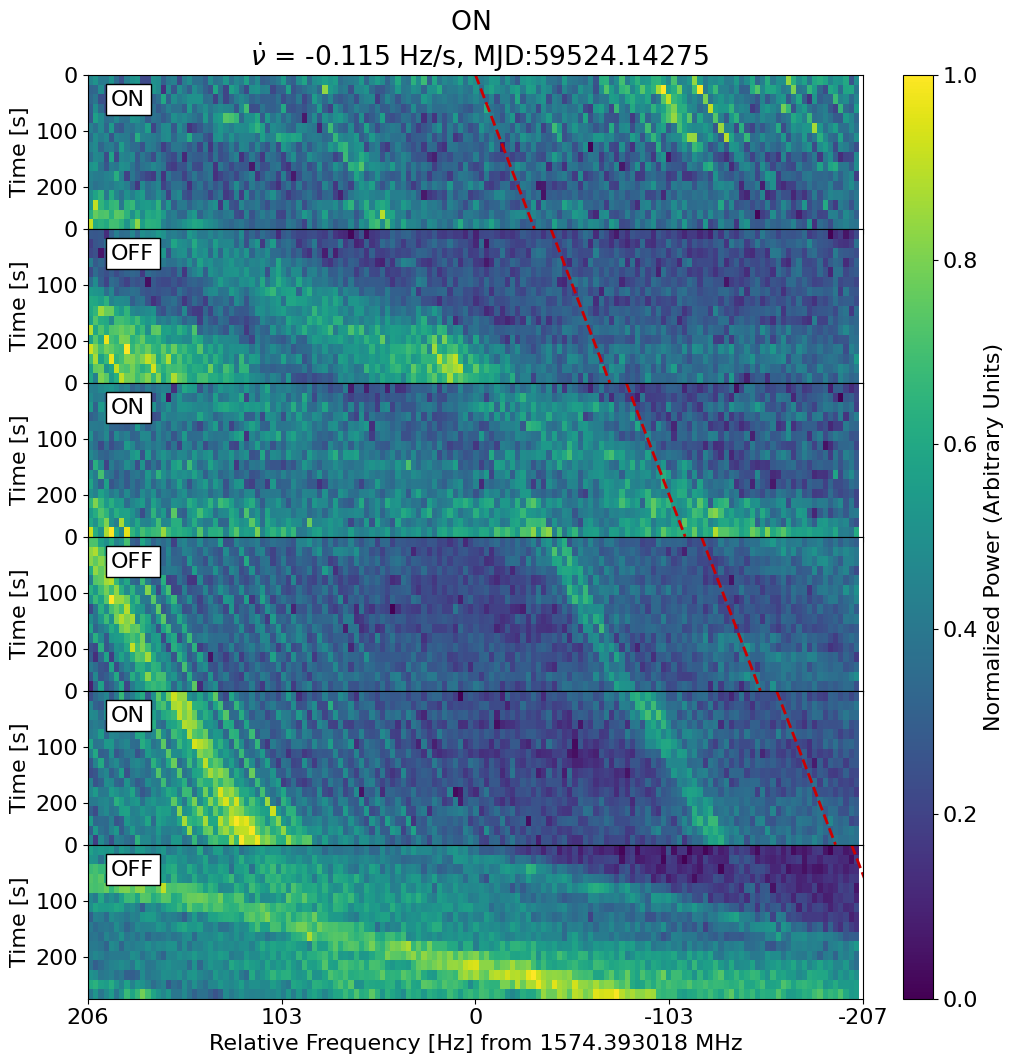 ON
ν̇ = -0.115 Hz/s, MJD:59524.14275
0
ON
100
Time [s]
200
0
OFF
100
Time [s]
200
0
ON
100
Time [s]
200
0
OFF
100
Time [s]
200
0
ON
100
Time [s]
200
0
OFF
100
Time [s]
200
206 103 0 -103 -207
Relative Frequency [Hz] from 1574.393018 MHz
1.0
0.8
0.6
0.4
0.2
0.0
Normalized Power (Arbitrary Units)